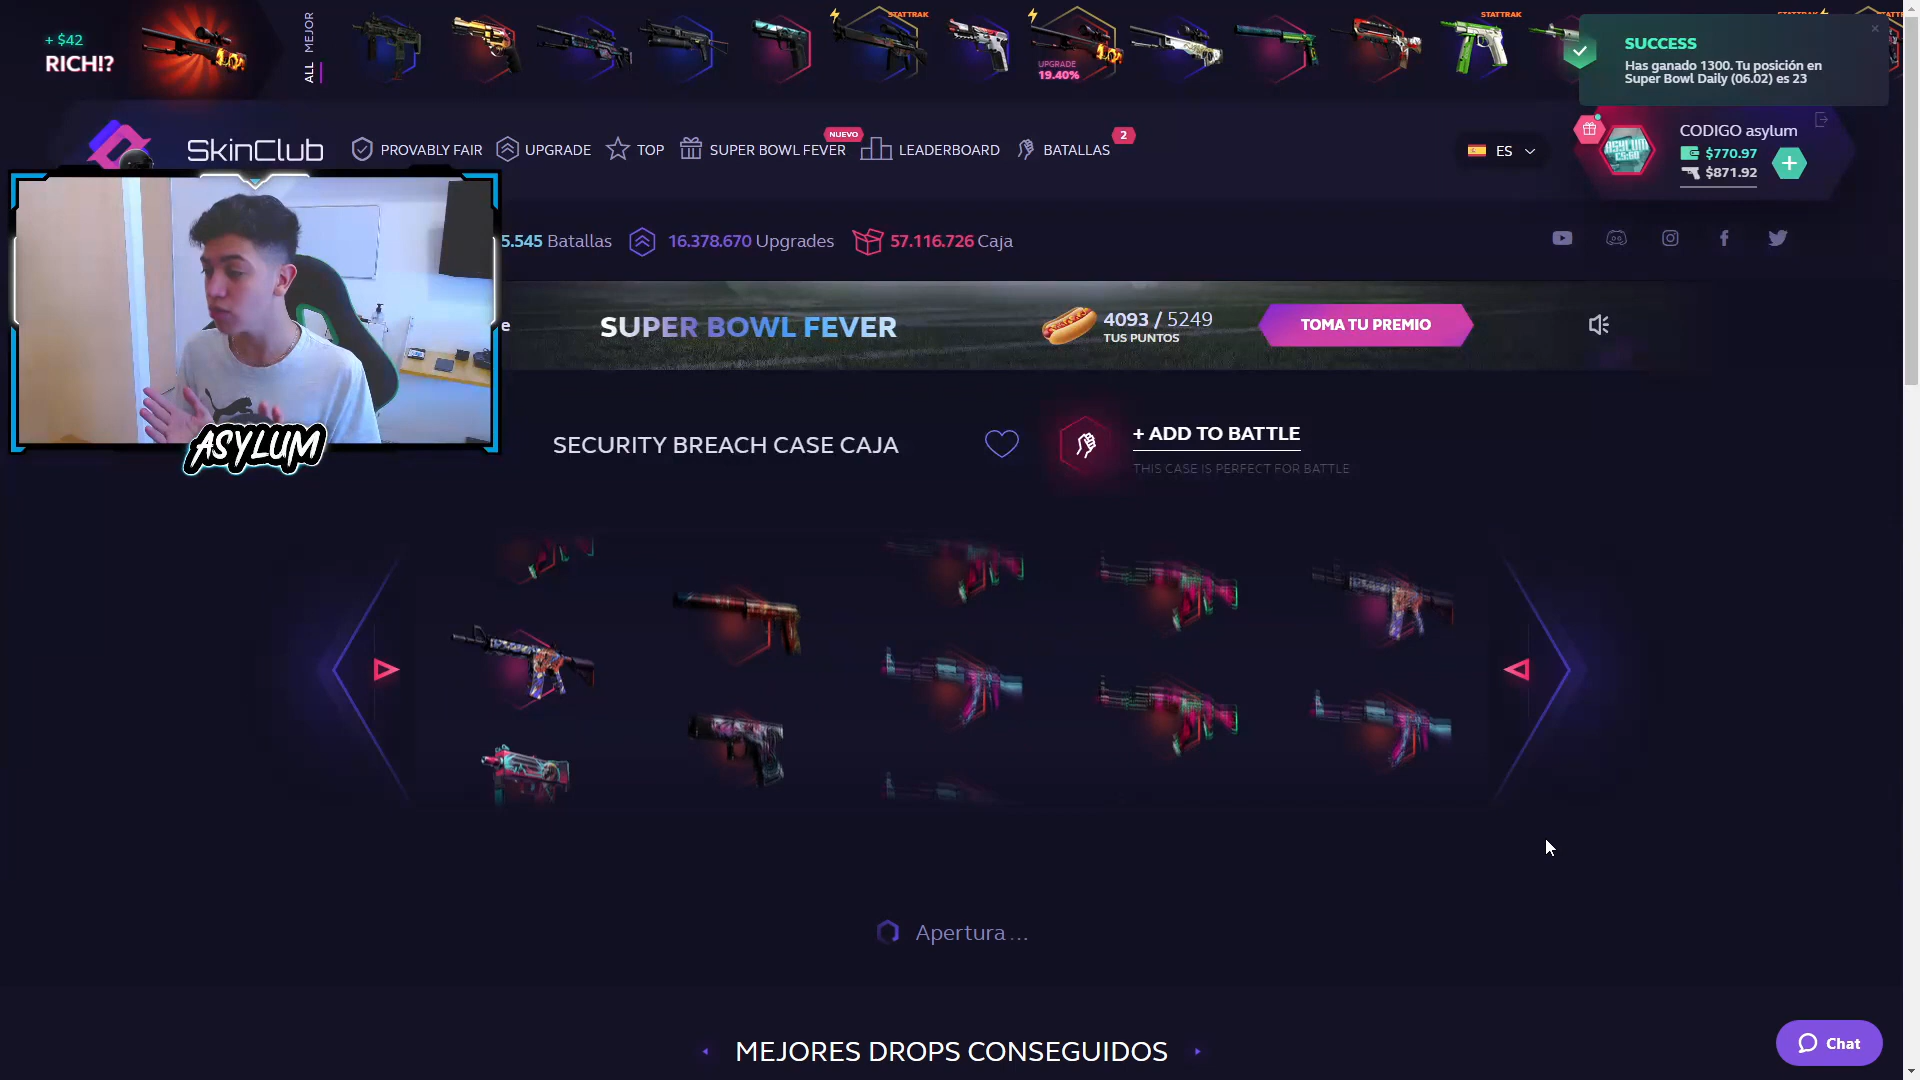 + $42
RICH!?
ALL MEJOR
STATTRAK
UPGRADE
19.40%
STATTRAK
SUCCESS
Has ganado 1300. Tu posición en
Super Bowl Daily (06.02) es 23
SkinClub
PROVABLY FAIR
UPGRADE
TOP
SUPER BOWL FEVER
NUEVO
LEADERBOARD
BATALLAS
2
ES
ASYLUM
CS:GO
CODIGO asylum
$770.97
$871.92
5.545 Batallas
16.378.670 Upgrades
57.116.726 Caja
e
SUPER BOWL FEVER
4093 / 5249
TUS PUNTOS
TOMA TU PREMIO
ASYLUM
SECURITY BREACH CASE CAJA
+ ADD TO BATTLE
THIS CASE IS PERFECT FOR BATTLE
Apertura ...
MEJORES DROPS CONSEGUIDOS
Chat